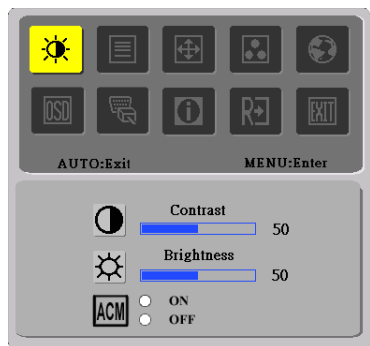 OSD i R EXIT
AUTO:Exit MENU:Enter
Contrast
50
Brightness
50
ACM ON
OFF